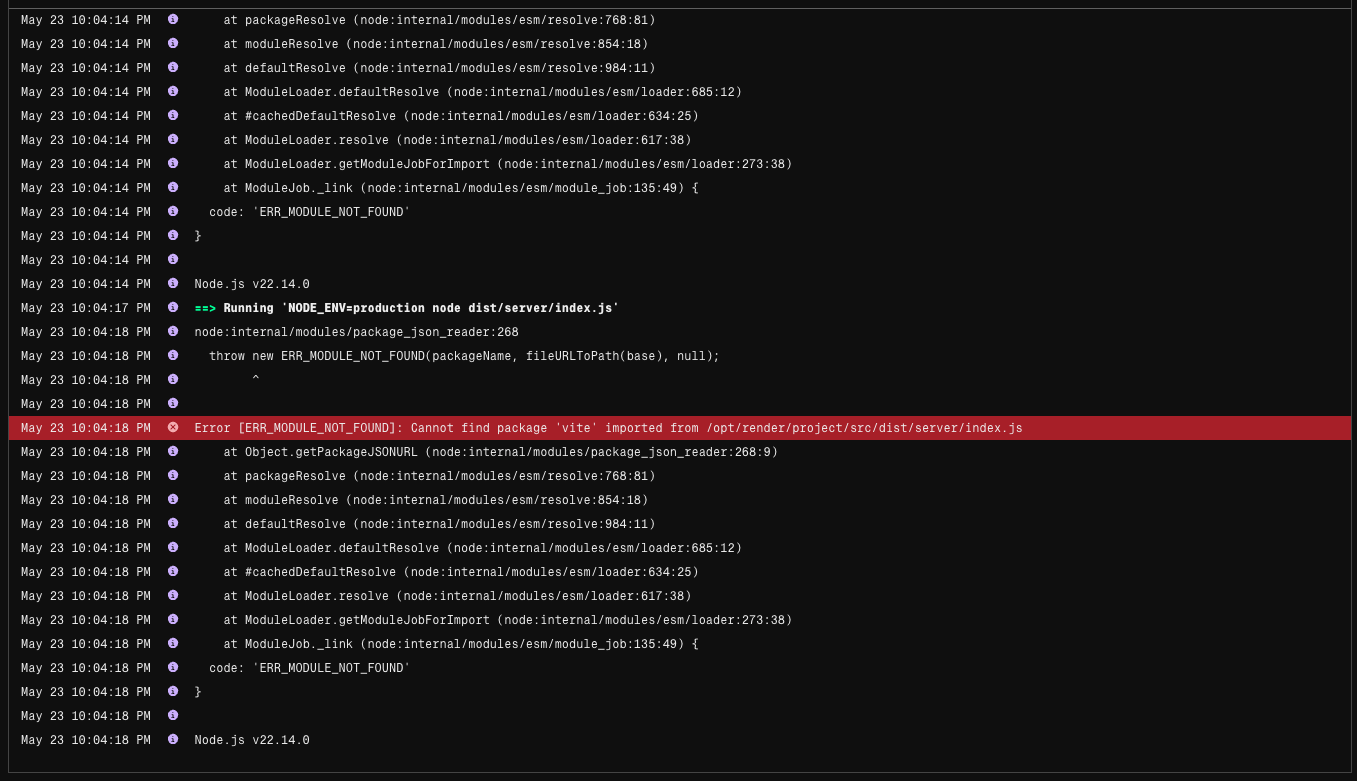 May 23 10:04:14 PM     at packageResolve (node:internal/modules/esm/resolve:768:81)
May 23 10:04:14 PM     at moduleResolve (node:internal/modules/esm/resolve:854:18)
May 23 10:04:14 PM     at defaultResolve (node:internal/modules/esm/resolve:984:11)
May 23 10:04:14 PM     at ModuleLoader.defaultResolve (node:internal/modules/esm/loader:685:12)
May 23 10:04:14 PM     at #cachedDefaultResolve (node:internal/modules/esm/loader:634:25)
May 23 10:04:14 PM     at ModuleLoader.resolve (node:internal/modules/esm/loader:617:38)
May 23 10:04:14 PM     at ModuleLoader.getModuleJobForImport (node:internal/modules/esm/loader:273:38)
May 23 10:04:14 PM     at ModuleJob._link (node:internal/modules/esm/module_job:135:49) {
May 23 10:04:14 PM   code: 'ERR_MODULE_NOT_FOUND'
May 23 10:04:14 PM }
May 23 10:04:14 PM
May 23 10:04:14 PM Node.js v22.14.0
May 23 10:04:17 PM ==> Running 'NODE_ENV=production node dist/server/index.js'
May 23 10:04:18 PM node:internal/modules/package_json_reader:268
May 23 10:04:18 PM   throw new ERR_MODULE_NOT_FOUND(packageName, fileURLToPath(base), null);
May 23 10:04:18 PM         ^
May 23 10:04:18 PM
May 23 10:04:18 PM Error [ERR_MODULE_NOT_FOUND]: Cannot find package 'vite' imported from /opt/render/project/src/dist/server/index.js
May 23 10:04:18 PM     at Object.getPackageJSONURL (node:internal/modules/package_json_reader:268:9)
May 23 10:04:18 PM     at packageResolve (node:internal/modules/esm/resolve:768:81)
May 23 10:04:18 PM     at moduleResolve (node:internal/modules/esm/resolve:854:18)
May 23 10:04:18 PM     at defaultResolve (node:internal/modules/esm/resolve:984:11)
May 23 10:04:18 PM     at ModuleLoader.defaultResolve (node:internal/modules/esm/loader:685:12)
May 23 10:04:18 PM     at #cachedDefaultResolve (node:internal/modules/esm/loader:634:25)
May 23 10:04:18 PM     at ModuleLoader.resolve (node:internal/modules/esm/loader:617:38)
May 23 10:04:18 PM     at ModuleLoader.getModuleJobForImport (node:internal/modules/esm/loader:273:38)
May 23 10:04:18 PM     at ModuleJob._link (node:internal/modules/esm/module_job:135:49) {
May 23 10:04:18 PM   code: 'ERR_MODULE_NOT_FOUND'
May 23 10:04:18 PM }
May 23 10:04:18 PM
May 23 10:04:18 PM Node.js v22.14.0